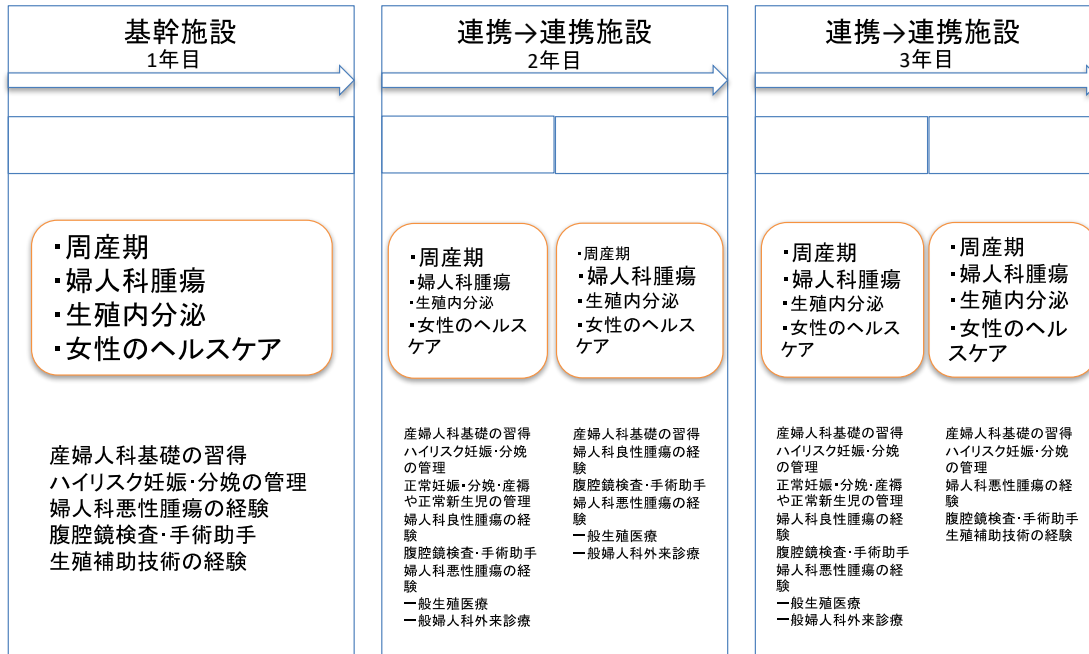 基幹施設
1年目
・周産期
・婦人科腫瘍
・生殖内分泌
・女性のヘルスケア
産婦人科基礎の習得
ハイリスク妊娠・分娩の管理
婦人科悪性腫瘍の経験
腹腔鏡検査・手術助手
生殖補助技術の経験
連携→連携施設
2年目
・周産期
・婦人科腫瘍
・生殖内分泌
・女性のヘルス
ケア
産婦人科基礎の習得
ハイリスク妊娠・分娩
の管理
正常妊娠・分娩・産褥
や正常新生児の管理
婦人科良性腫瘍の経
験
腹腔鏡検査・手術助手
婦人科悪性腫瘍の経
験
一般生殖医療
一般婦人科外来診療
・周産期
・婦人科腫瘍
・生殖内分泌
・女性のヘルス
ケア
産婦人科基礎の習得
婦人科良性腫瘍の経
験
腹腔鏡検査・手術助手
婦人科悪性腫瘍の経
験
一般生殖医療
一般婦人科外来診療
連携→連携施設
3年目
・周産期
・婦人科腫瘍
・生殖内分泌
・女性のヘルス
ケア
産婦人科基礎の習得
ハイリスク妊娠・分娩
の管理
正常妊娠・分娩・産褥
や正常新生児の管理
婦人科良性腫瘍の経
験
腹腔鏡検査・手術助手
婦人科悪性腫瘍の経
験
一般生殖医療
一般婦人科外来診療
・周産期
・婦人科腫瘍
・生殖内分泌
・女性のヘル
スケア
産婦人科基礎の習得
ハイリスク妊娠・分娩
の管理
婦人科悪性腫瘍の経
験
腹腔鏡検査・手術助手
生殖補助技術の経験